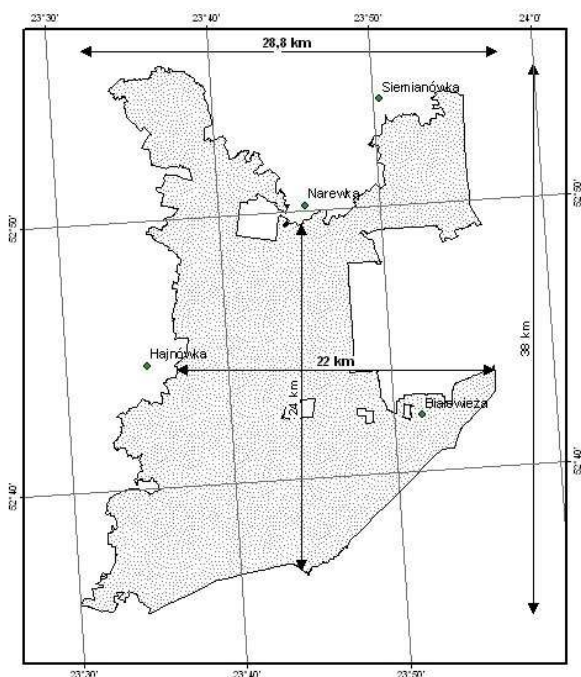 23°30'
23°40'
23°50'
24°0'
28,8 km
Siemianówka
Narewka
52°50'
52°50'
38 km
Hajnówka
22 km
24 km
Białowieża
52°40'
52°40'
23°30'
23°40'
23°50'